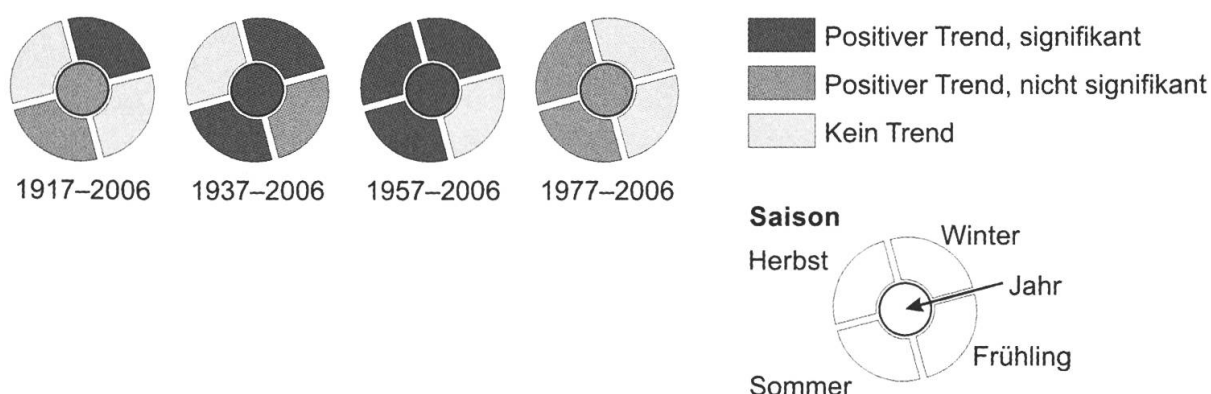 1917–2006
1937–2006
1957–2006
1977–2006
Positiver Trend, signifikant
Positiver Trend, nicht signifikant
Kein Trend
Saison
Herbst
Winter
Jahr
Frühling
Sommer